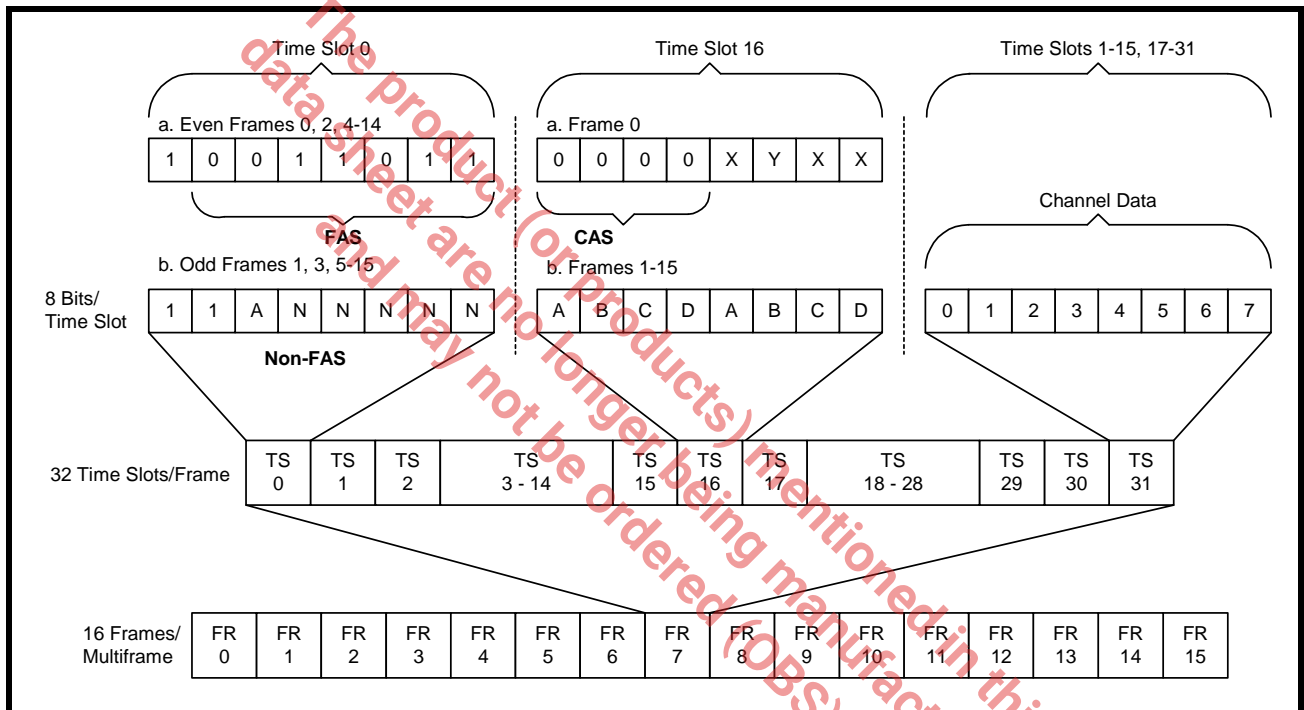 Time Slot 0
Time Slot 16
Time Slots 1-15, 17-31
a. Even Frames 0, 2, 4-14
a. Frame 0
1 0 0 1 1 0 1 1
0 0 0 0 X Y X X
Channel Data
FAS
CAS
b. Odd Frames 1, 3, 5-15
b. Frames 1-15
8 Bits/
Time Slot
1 1 A N N N N N
A B C D A B C D
0 1 2 3 4 5 6 7
Non-FAS
32 Time Slots/Frame
TS TS TS TS TS TS TS TS TS TS TS
0 1 2 3 - 14 15 16 17 18 - 28 29 30 31
16 Frames/
Multiframe
FR FR FR FR FR FR FR FR FR FR FR FR FR FR FR FR
0 1 2 3 4 5 6 7 8 9 10 11 12 13 14 15
The product (or products) mentioned in thi
data sheet are no longer being manufact
and may not be ordered (OBS)